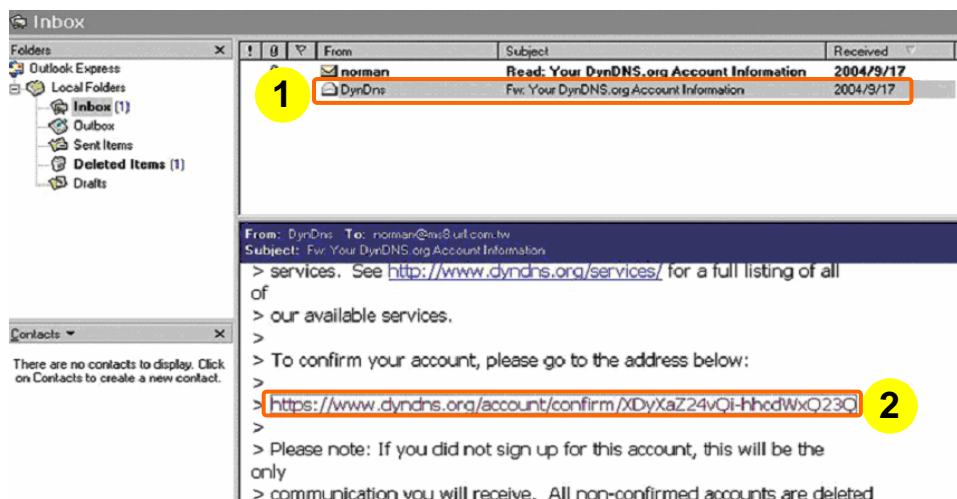 Inbox
Folders ×
! From Subject Received
Outlook Express
Local Folders
Inbox (1)
Outbox
Sent Items
Deleted Items (1)
Drafts
norman Read: Your DynDNS.org Account Information 2004/9/17
1 DynDns Fw: Your DynDNS.org Account Information 2004/9/17
From: DynDns To: norman@ms8.url.com.tw
Subject: Fw: Your DynDNS.org Account Information
> services. See http://www.dyndns.org/services/ for a full listing of all
of
> our available services.
>
> To confirm your account, please go to the address below:
>
> https://www.dyndns.org/account/confirm/XDyXaZ24vQi-hhcdWxQ23Q 2
>
> Please note: If you did not sign up for this account, this will be the
only
> communication you will receive. All non-confirmed accounts are deleted
Contacts ×
There are no contacts to display. Click
on Contacts to create a new contact.